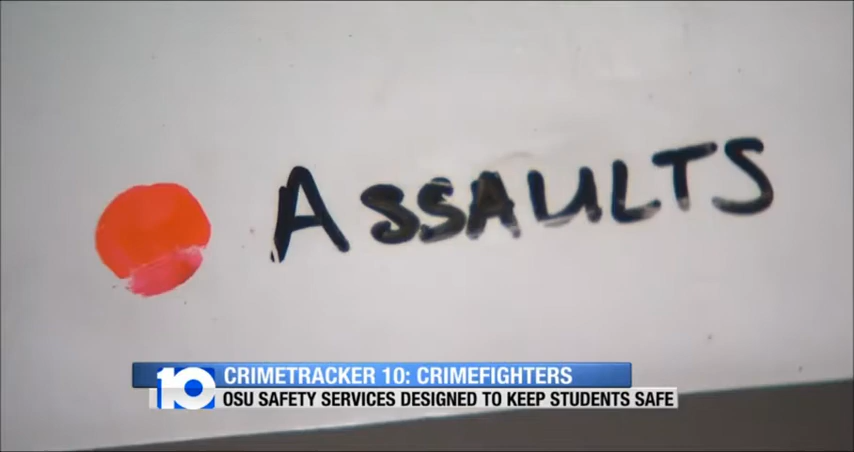 ASSAULTS
10
CRIMETRACKER 10: CRIMEFIGHTERS
OSU SAFETY SERVICES DESIGNED TO KEEP STUDENTS SAFE